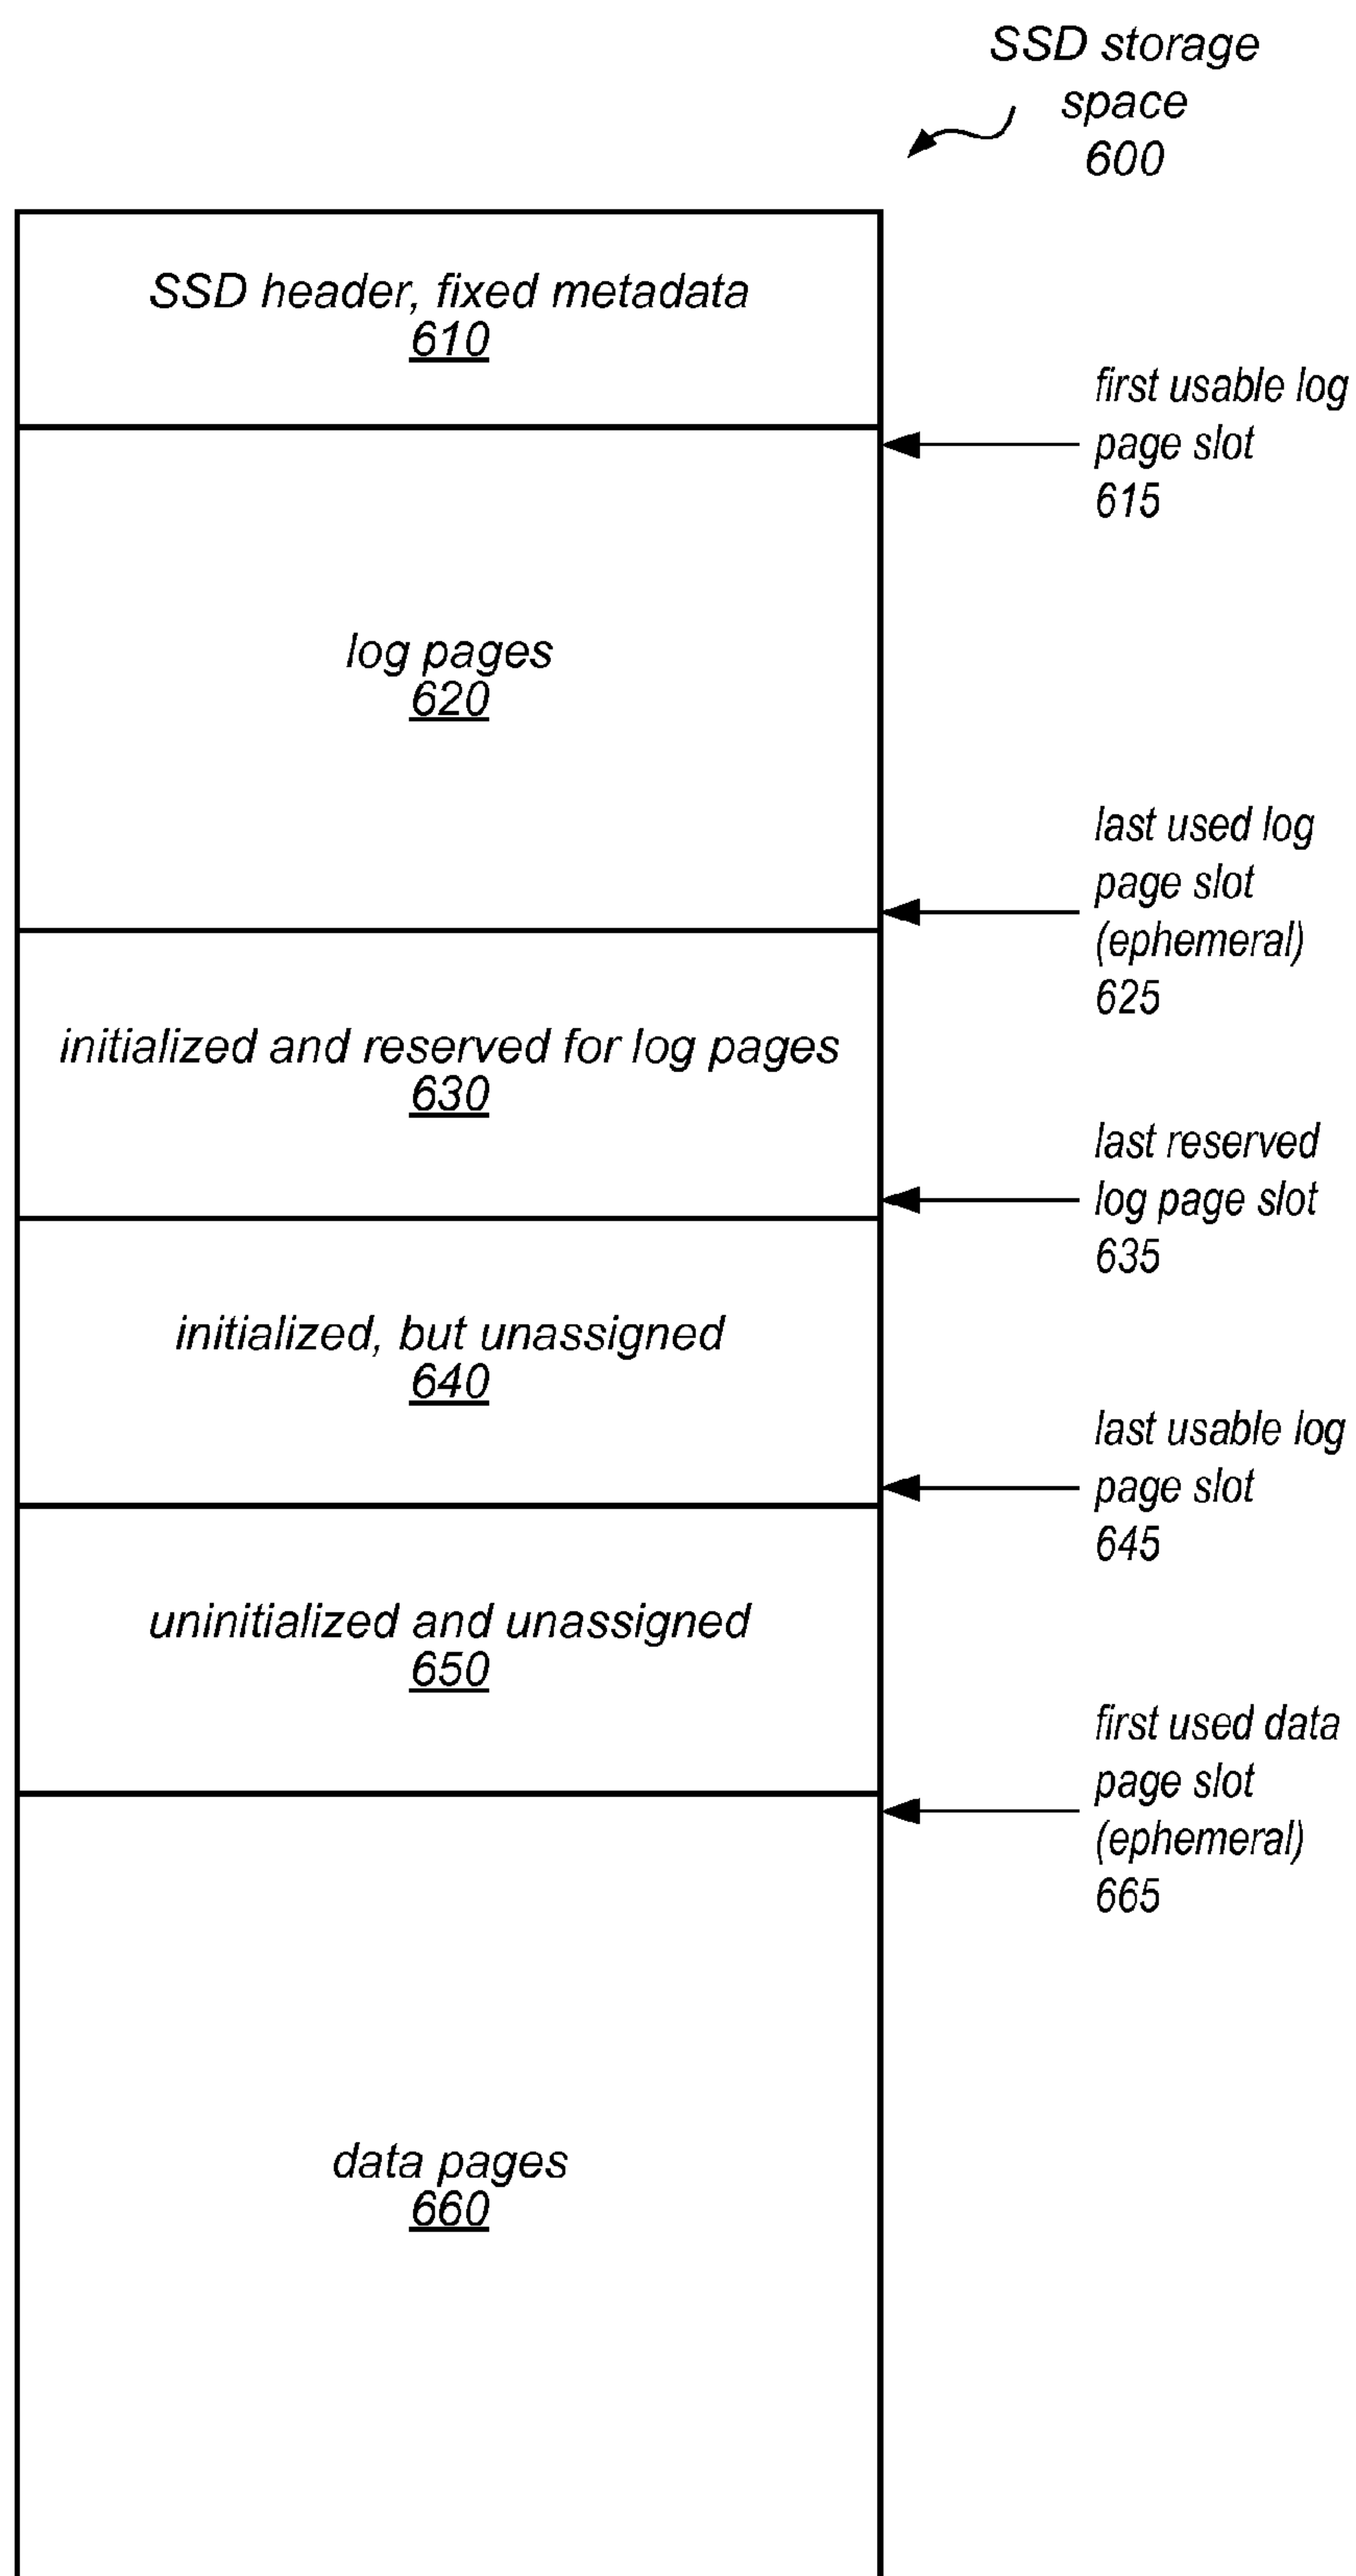 SSD storage
space
600
SSD header, fixed metadata
610
first usable log
page slot
615
log pages
620
last used log
page slot
(ephemeral)
625
initialized and reserved for log pages
630
last reserved
log page slot
635
initialized, but unassigned
640
last usable log
page slot
645
uninitialized and unassigned
650
first used data
page slot
(ephemeral)
665
data pages
660